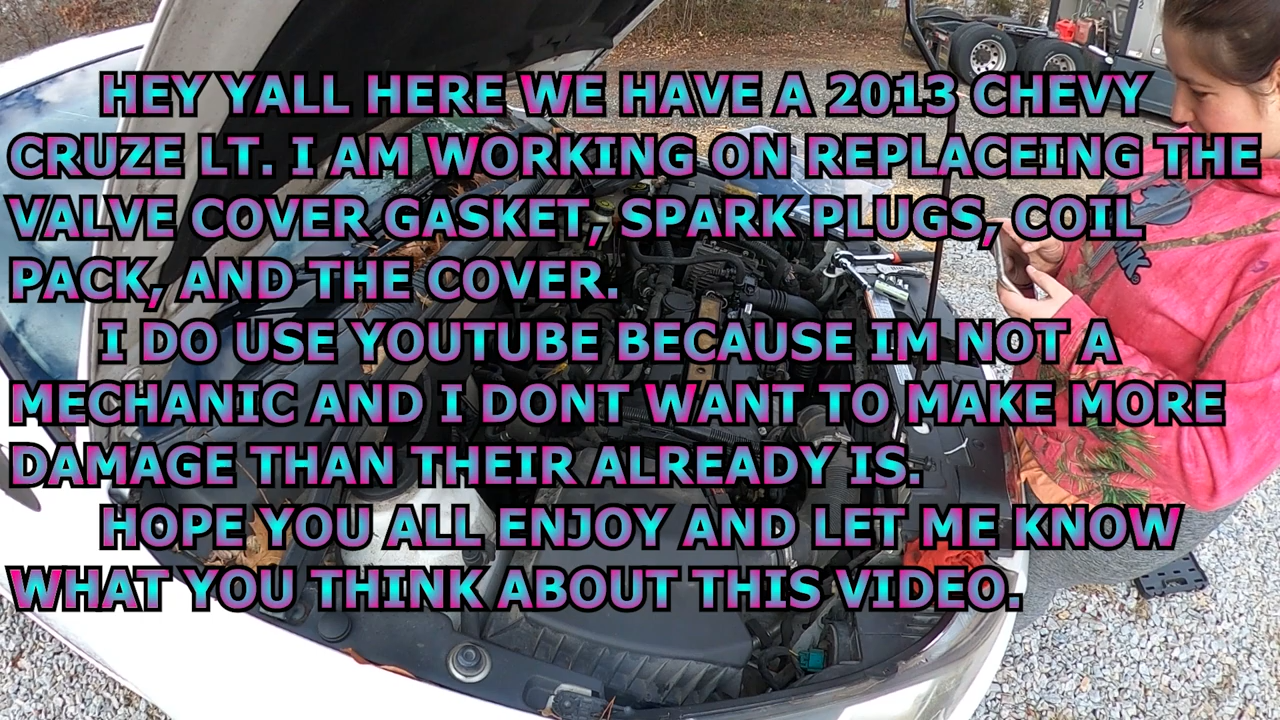 HEY YALL HERE WE HAVE A 2013 CHEVY
CRUZE LT. I AM WORKING ON REPLACEING THE
VALVE COVER GASKET, SPARK PLUGS, COIL
PACK, AND THE COVER.
I DO USE YOUTUBE BECAUSE IM NOT A
MECHANIC AND I DONT WANT TO MAKE MORE
DAMAGE THAN THEIR ALREADY IS.
HOPE YOU ALL ENJOY AND LET ME KNOW
WHAT YOU THINK ABOUT THIS VIDEO.